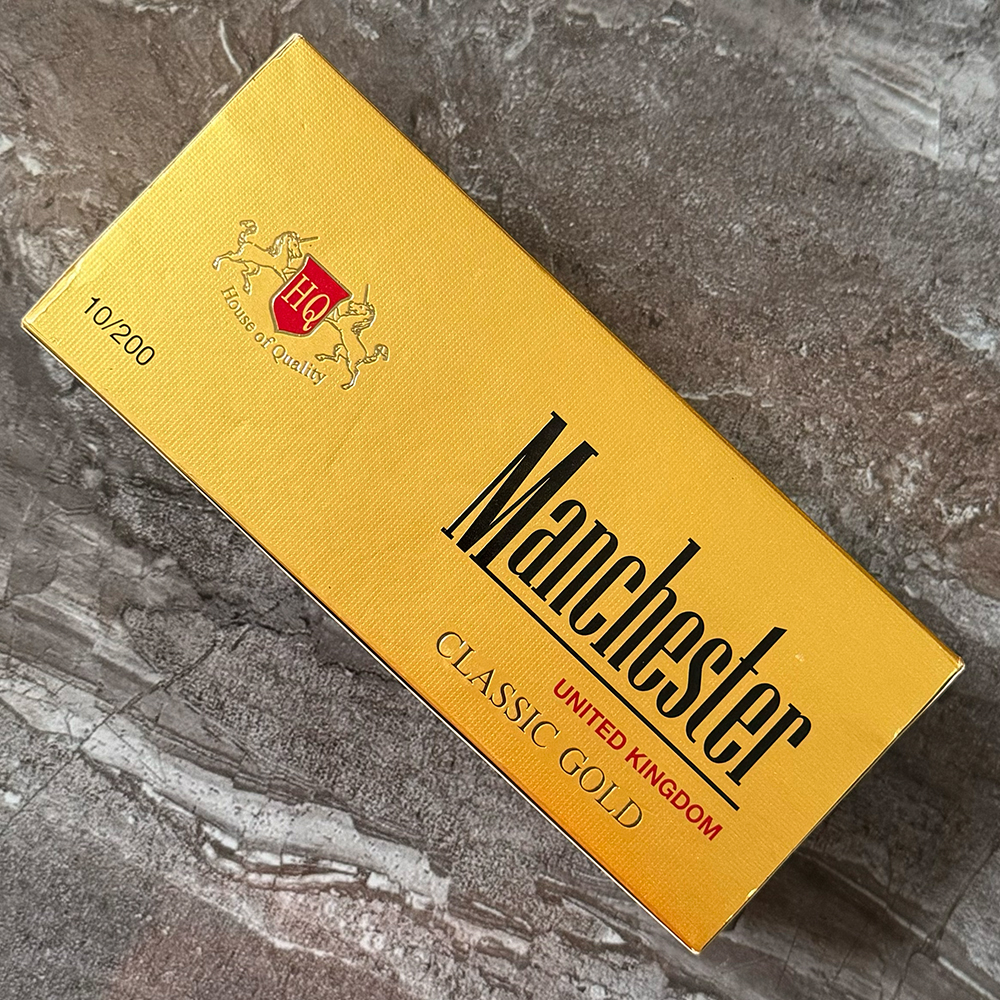 10/200
HQ
House of Quality
Manchester
UNITED KINGDOM
CLASSIC GOLD